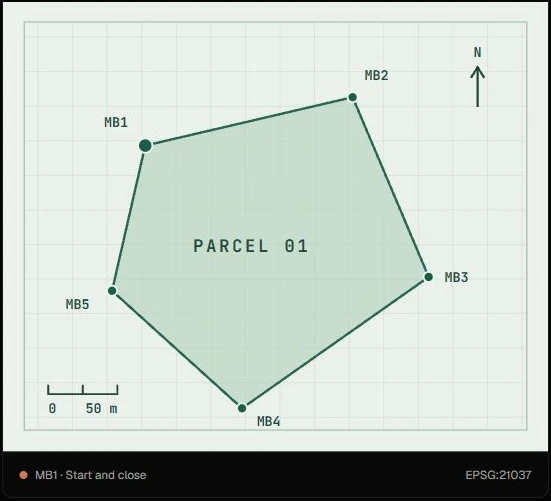 N
MB2
MB1
PARCEL 01
MB3
MB5
0 50 m
MB4
MB1 · Start and close
EPSG:21037